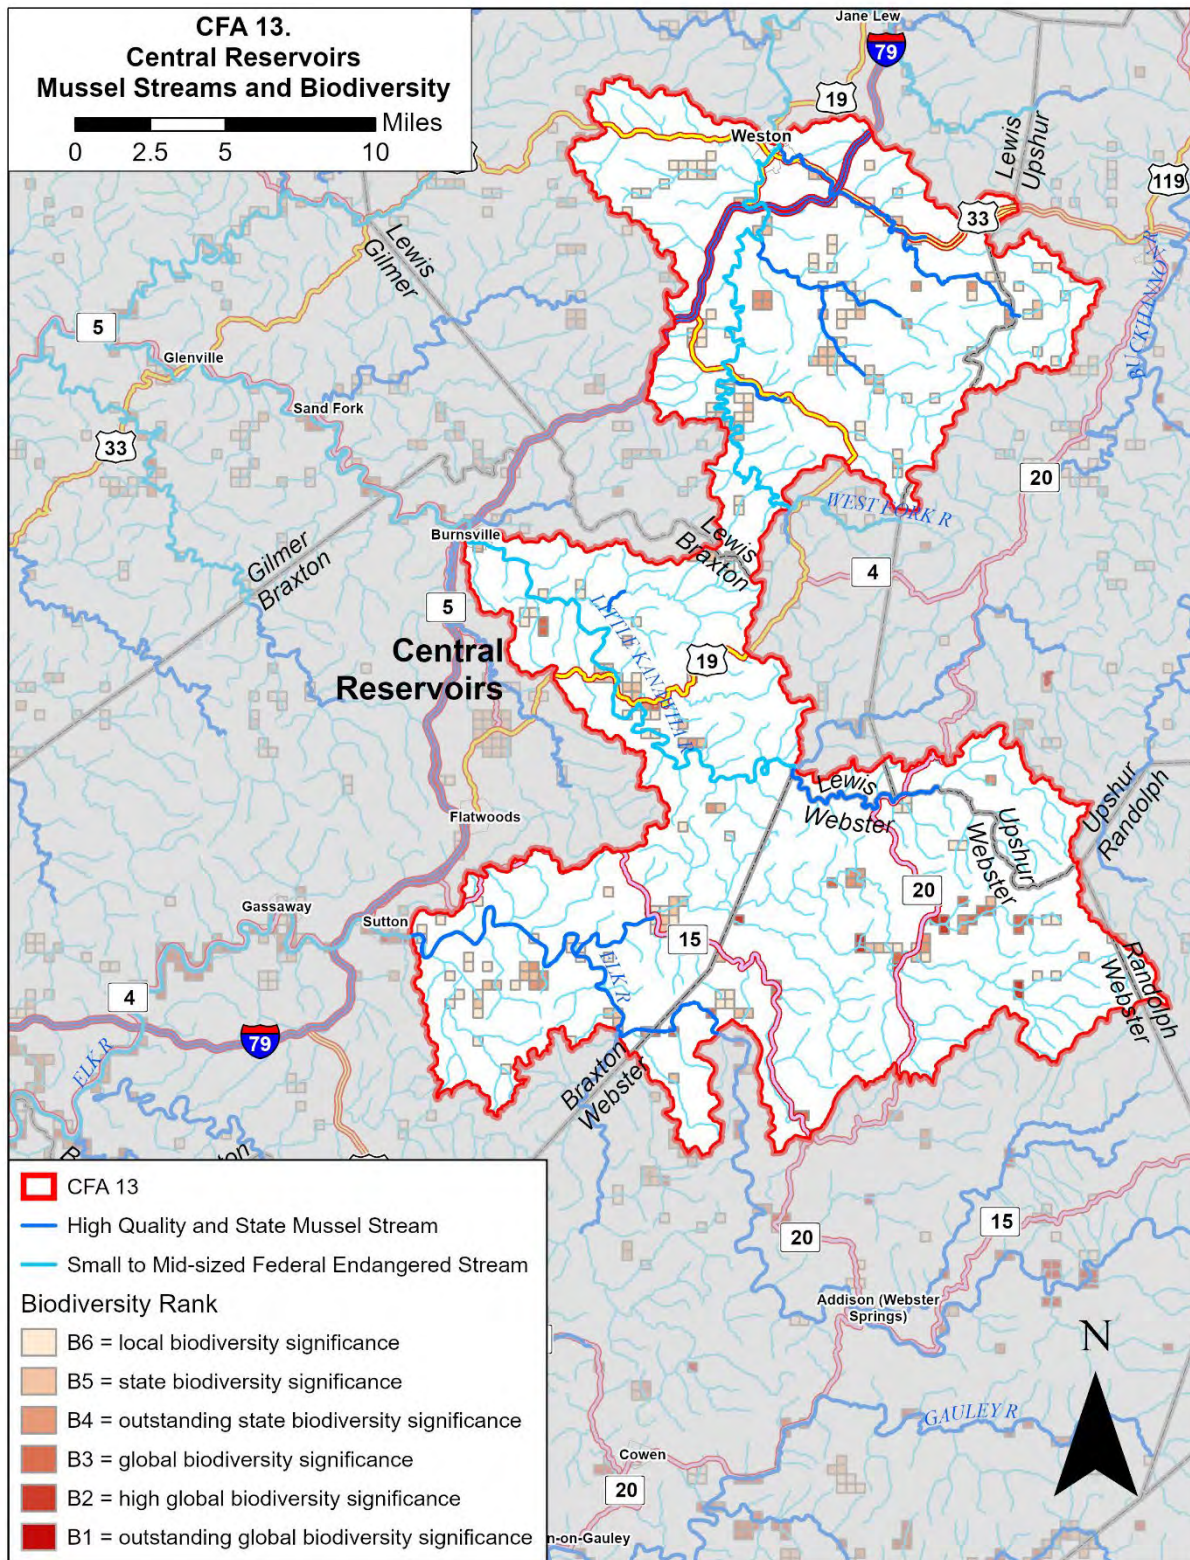 CFA 13.
Central Reservoirs
Mussel Streams and Biodiversity
Miles
0 2.5 5 10
Jane Lew
79
19
Weston
Lewis
Upshur
119
33
BUCKHANNON R
Lewis
Gilmer
5
Glenville
Sand Fork
33
20
WEST FORK R
Burnsville
Lewis
Braxton
Gilmer
Braxton
4
5
LITTLE KANAWHA R
Central
Reservoirs
19
Lewis
Webster
Upshur
Webster
Upshur
Randolph
Flatwoods
20
Gassaway
Sutton
15
ELK R
Randolph
Webster
4
79
ELK R
Braxton
Webster
20
15
Addison (Webster
Springs)
N
GAULEY R
Cowen
20
n-on-Gauley
CFA 13
High Quality and State Mussel Stream
Small to Mid-sized Federal Endangered Stream
Biodiversity Rank
B6 = local biodiversity significance
B5 = state biodiversity significance
B4 = outstanding state biodiversity significance
B3 = global biodiversity significance
B2 = high global biodiversity significance
B1 = outstanding global biodiversity significance